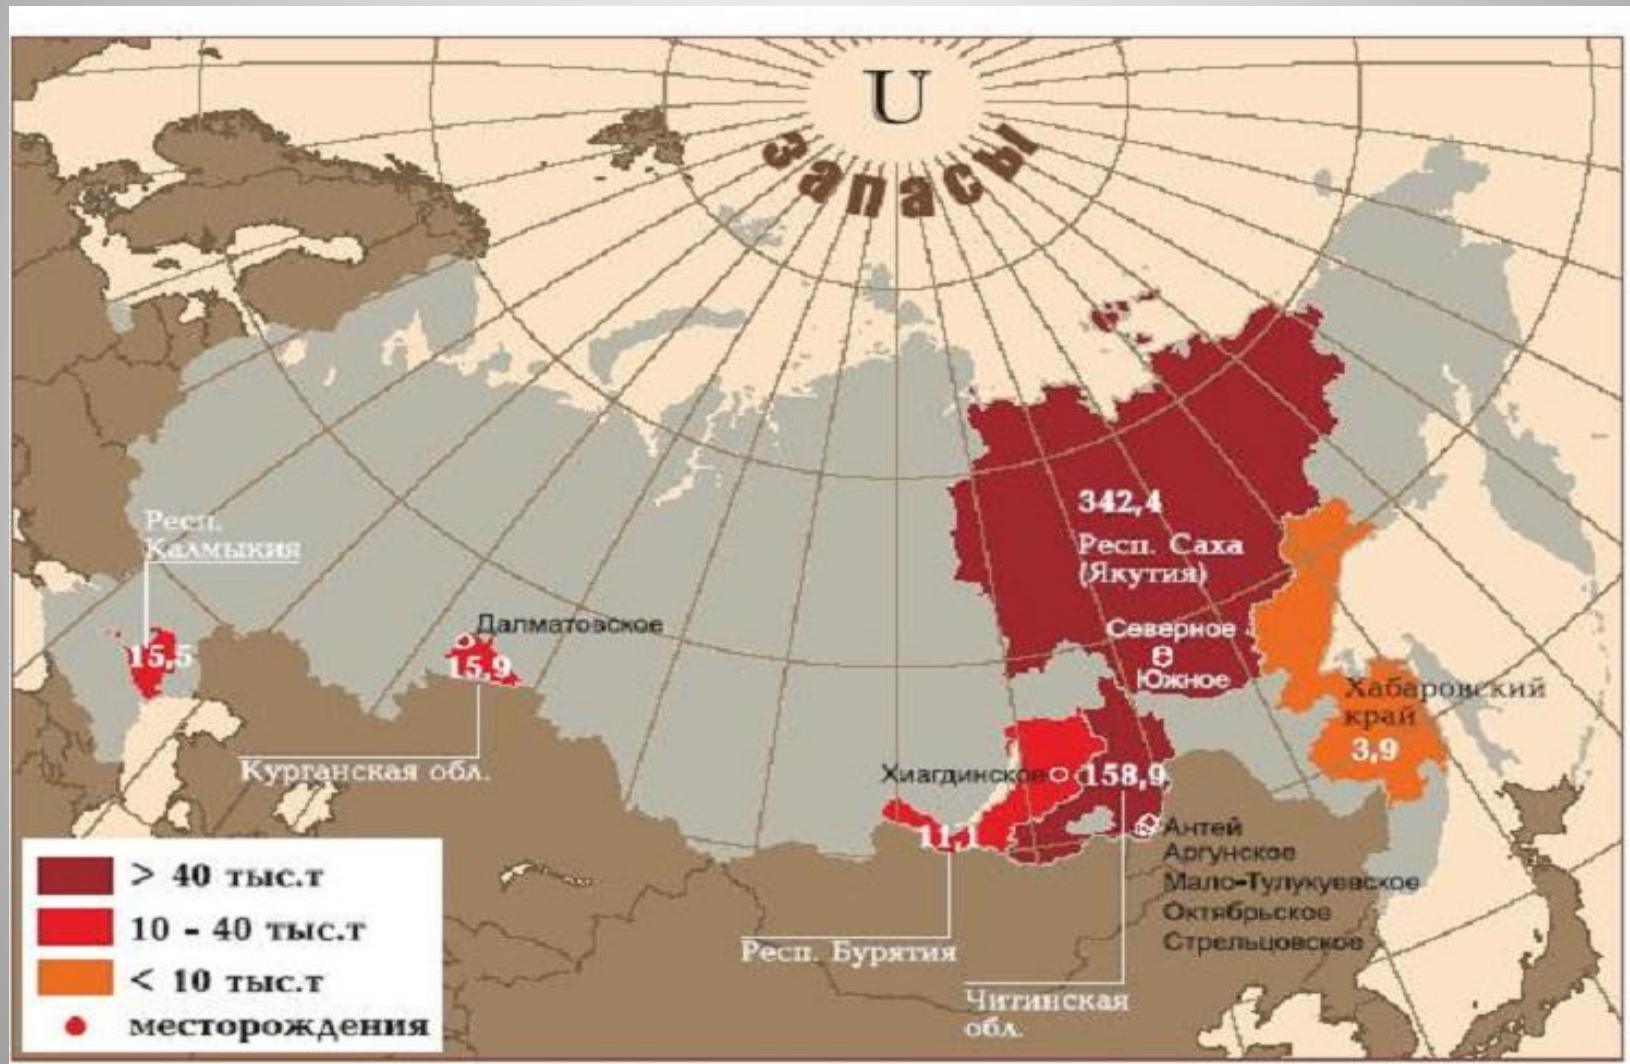 U
Запасы
342,4
Респ. Саха
(Якутия)
Респ.
Калмыкия
15,5
Далматовское
15,9
Курганская обл.
Северное
Южное
Хабаровский
край
3,9
Хиагдинское
158,9
11,1
Антей
Аргунское
Мало-Тулукуевское
Октябрьское
Стрельцовское
Респ. Бурятия
Читинская
обл.
> 40 тыс.т
10 - 40 тыс.т
< 10 тыс.т
месторождения